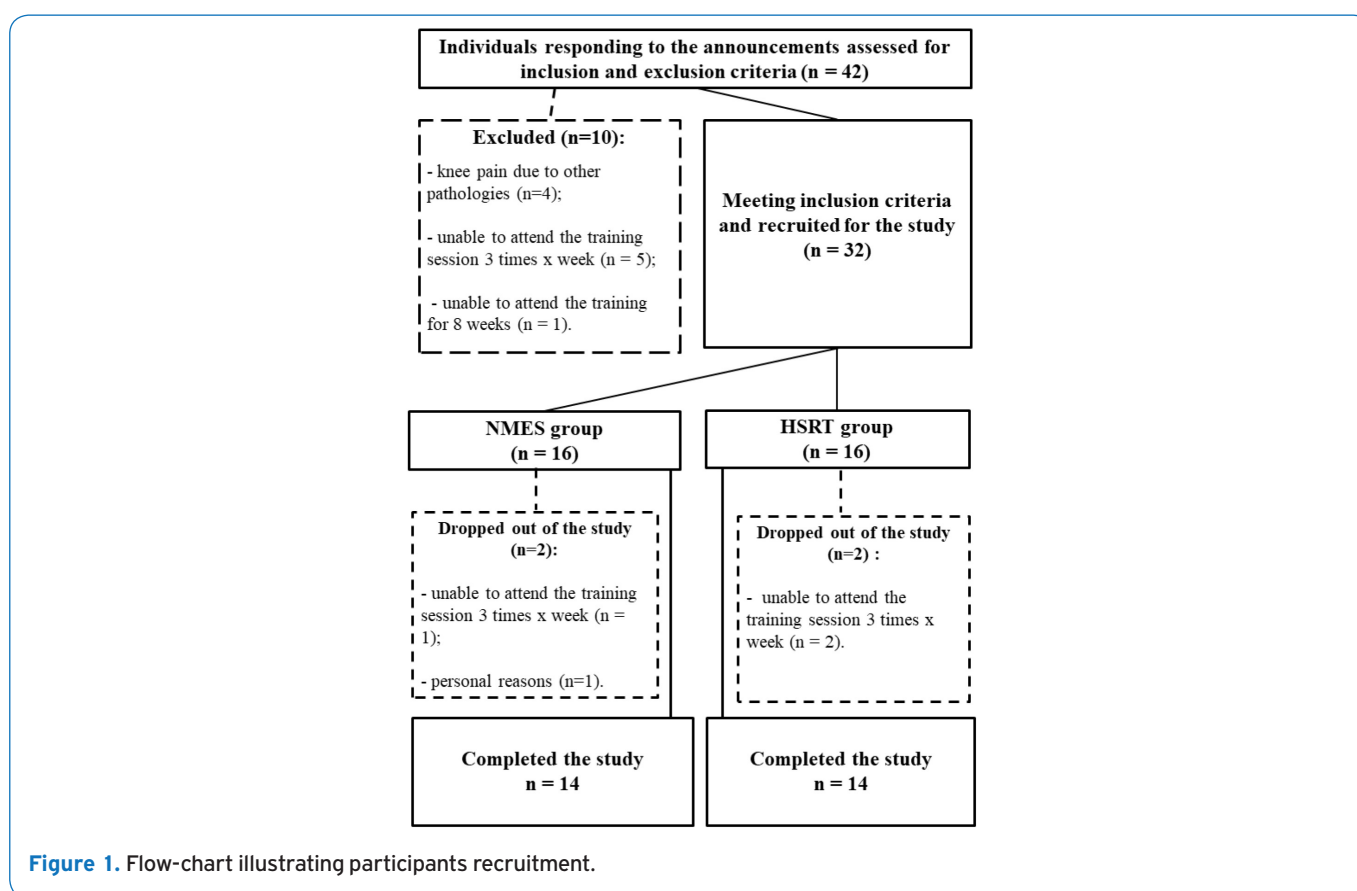 Individuals responding to the announcements assessed for
inclusion and exclusion criteria (n = 42)
Excluded (n=10):
- knee pain due to other
pathologies (n=4);
- unable to attend the training
session 3 times x week (n = 5);
- unable to attend the training
for 8 weeks (n = 1).
Meeting inclusion criteria
and recruited for the study
(n = 32)
NMES group
(n = 16)
HSRT group
(n = 16)
Dropped out of the study
(n=2):
- unable to attend the training
session 3 times x week (n =
1);
- personal reasons (n=1).
Dropped out of the study
(n=2) :
- unable to attend the
training session 3 times x
week (n = 2).
Completed the study
n = 14
Completed the study
n = 14
Figure 1. Flow-chart illustrating participants recruitment.